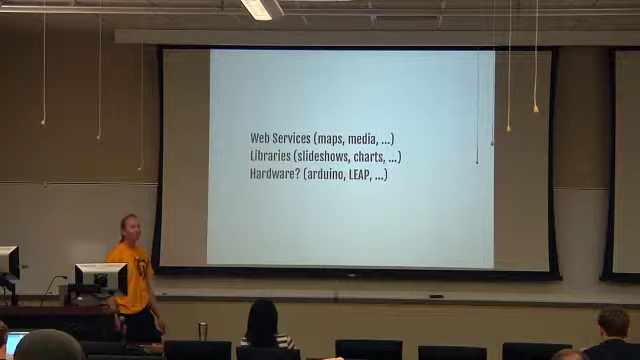 Web Services (maps, media, ...)
Libraries (slideshows, charts, ...)
Hardware? (arduino, LEAP, ...)